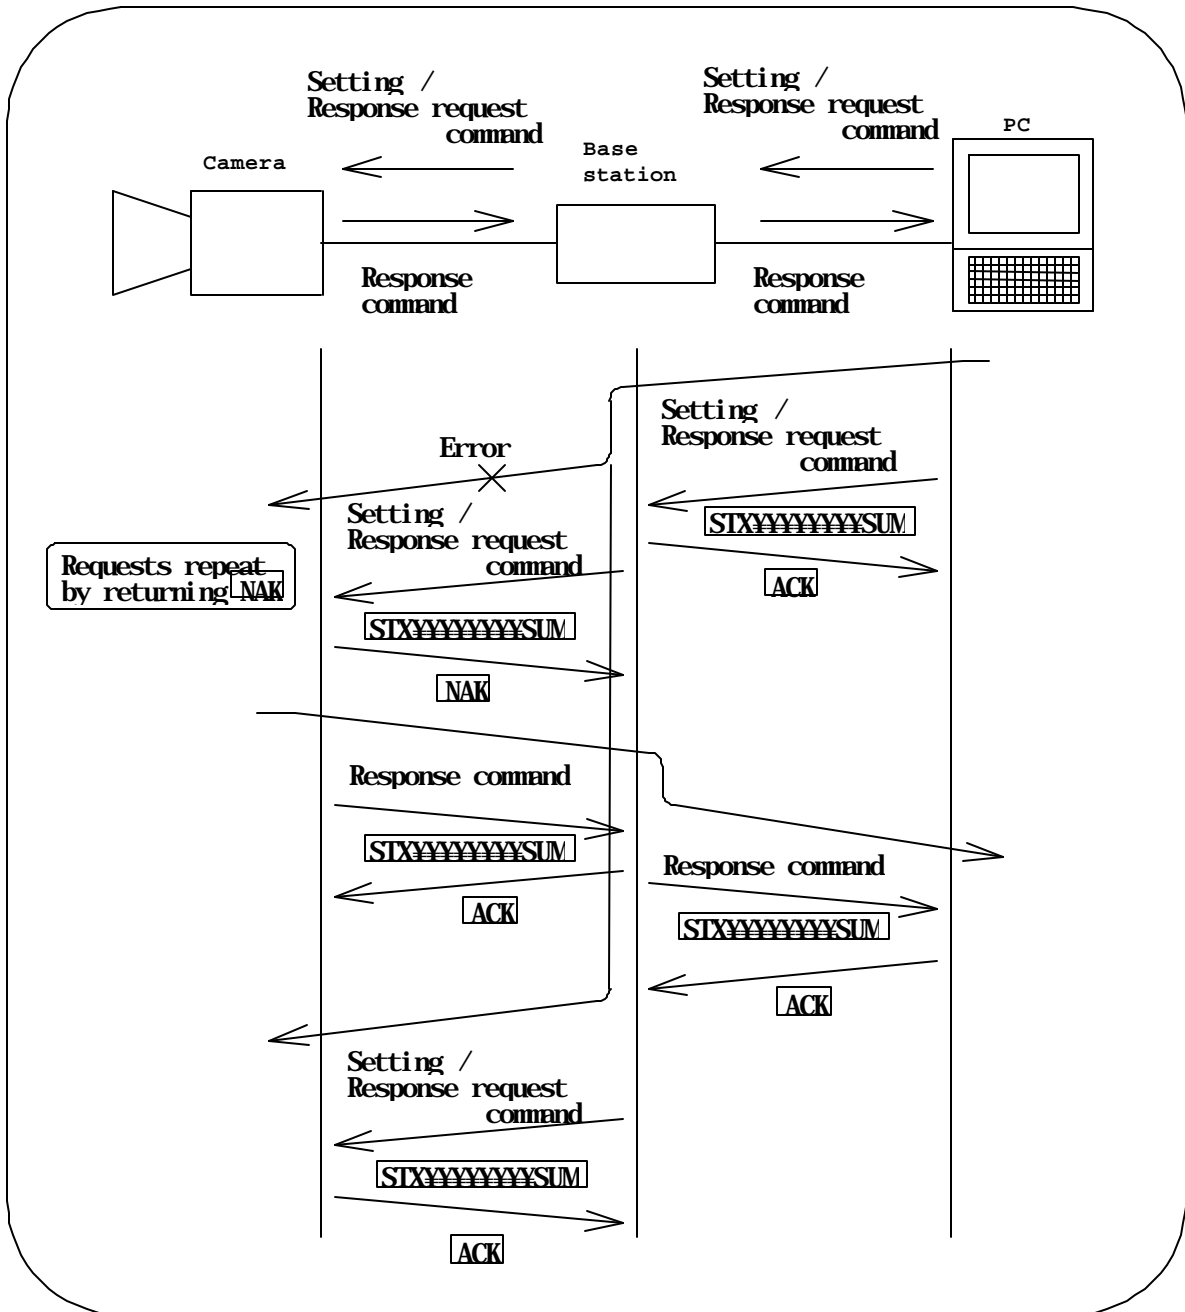 Setting /
Response request
command
Setting /
Response request
command
PC
Camera
Base
station
Response
command
Response
command
Setting /
Response request
command
Error
STX¥¥¥¥¥¥¥¥SUM
Setting /
Response request
command
Requests repeat
by returning NAK
ACK
STX¥¥¥¥¥¥¥¥SUM
NAK
Response command
STX¥¥¥¥¥¥¥¥SUM
Response command
ACK
STX¥¥¥¥¥¥¥¥SUM
ACK
Setting /
Response request
command
STX¥¥¥¥¥¥¥¥SUM
ACK